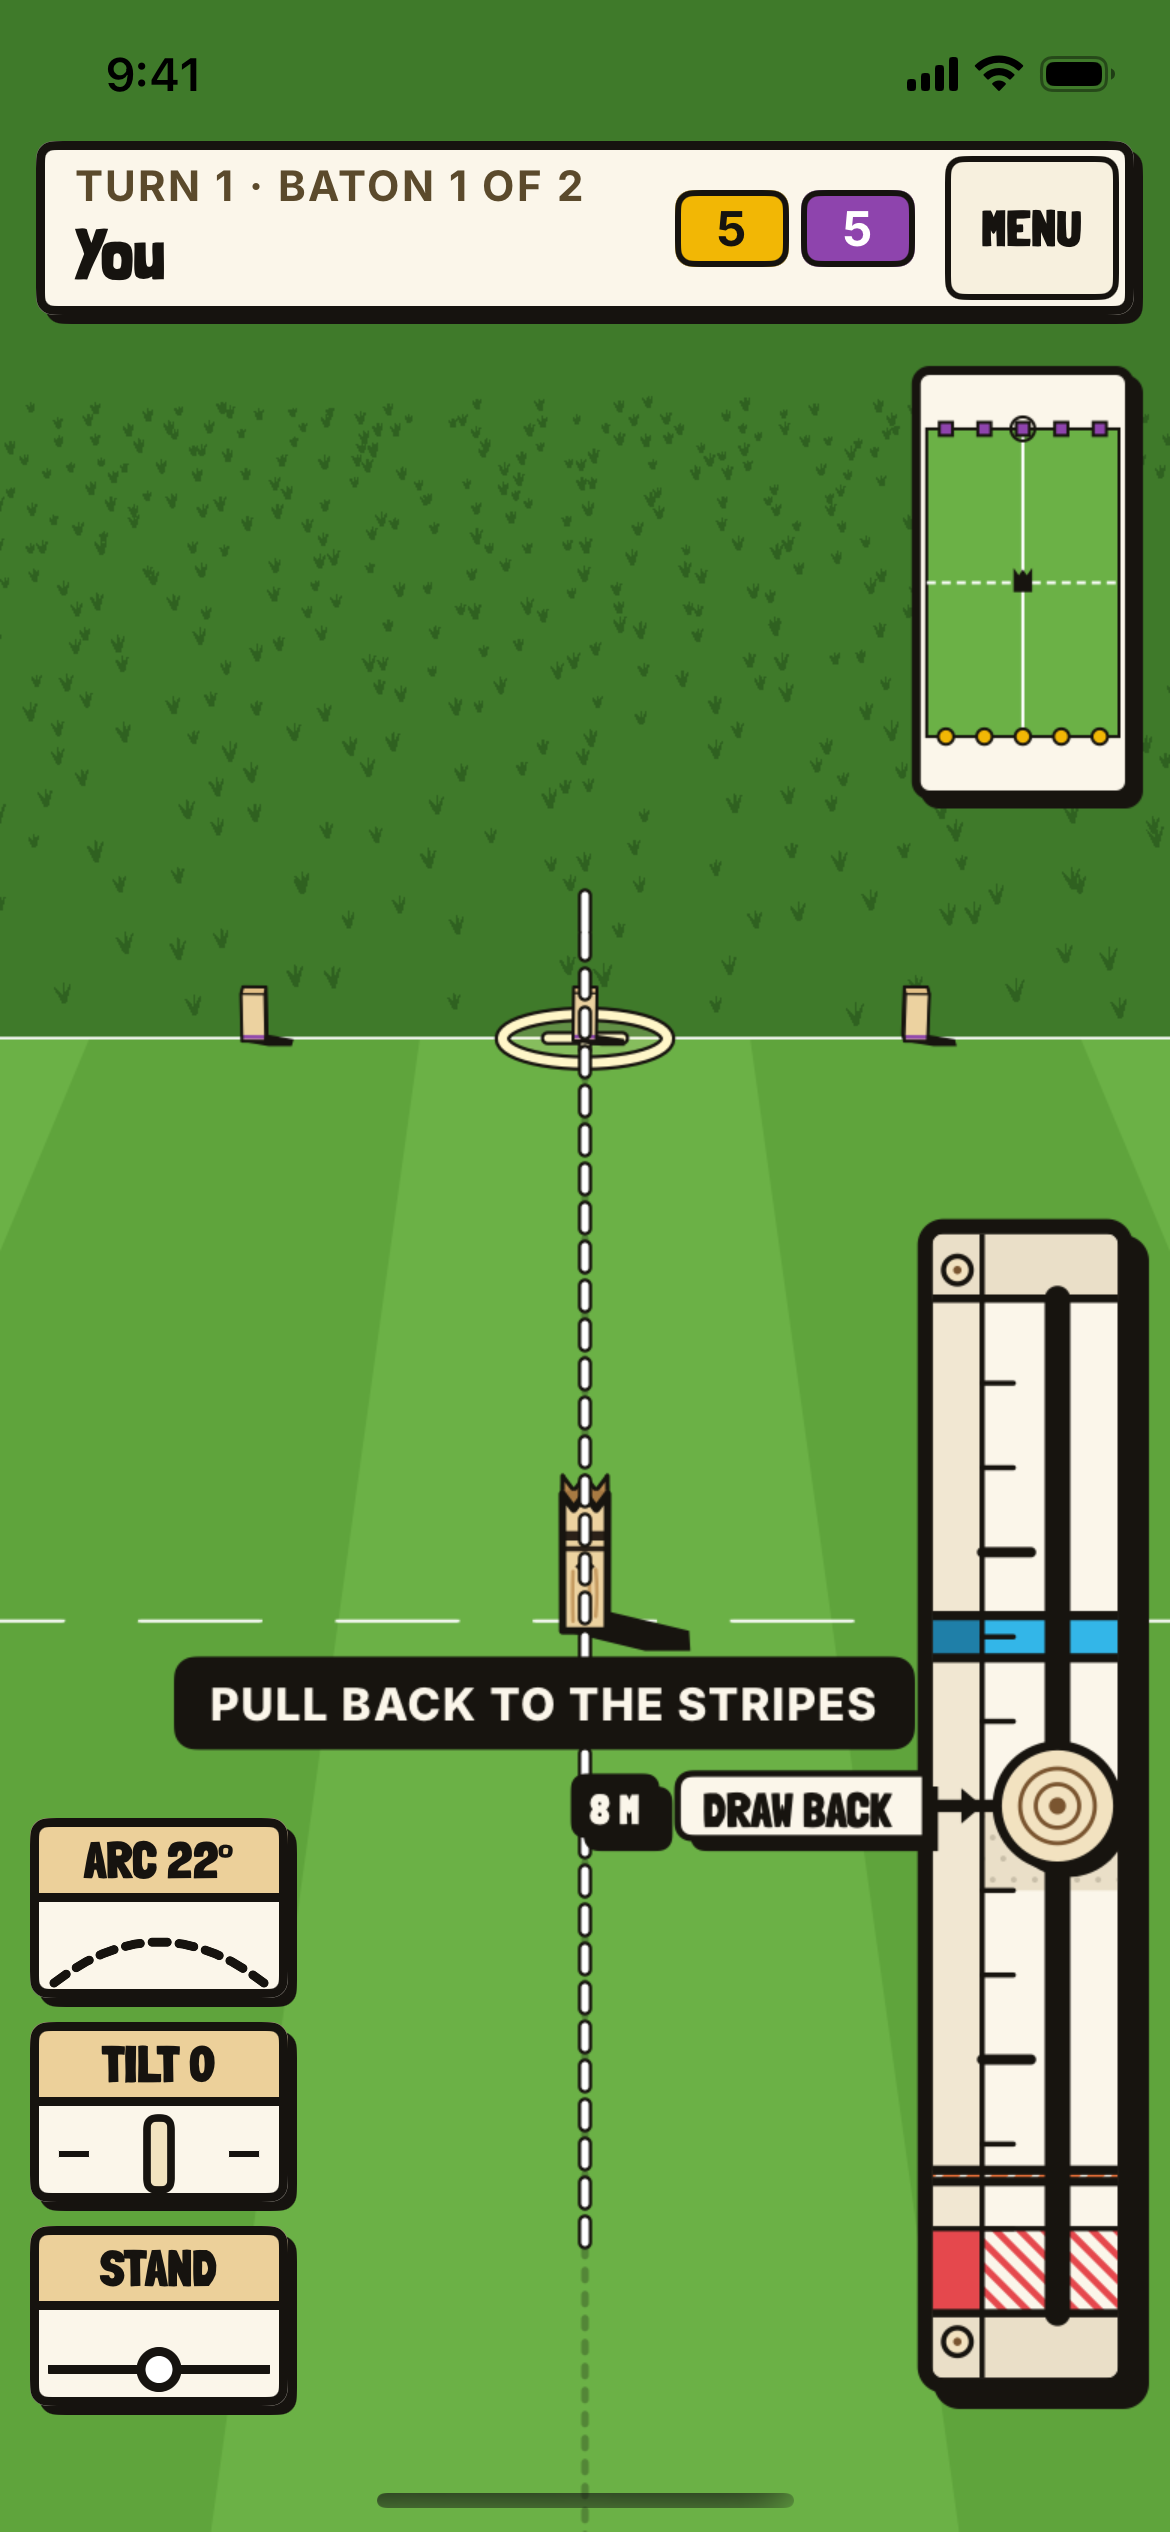 9:41
TURN 1 · BATON 1 OF 2
You
5
5
MENU
PULL BACK TO THE STRIPES
8 M
DRAW BACK
ARC 22°
TILT 0
STAND